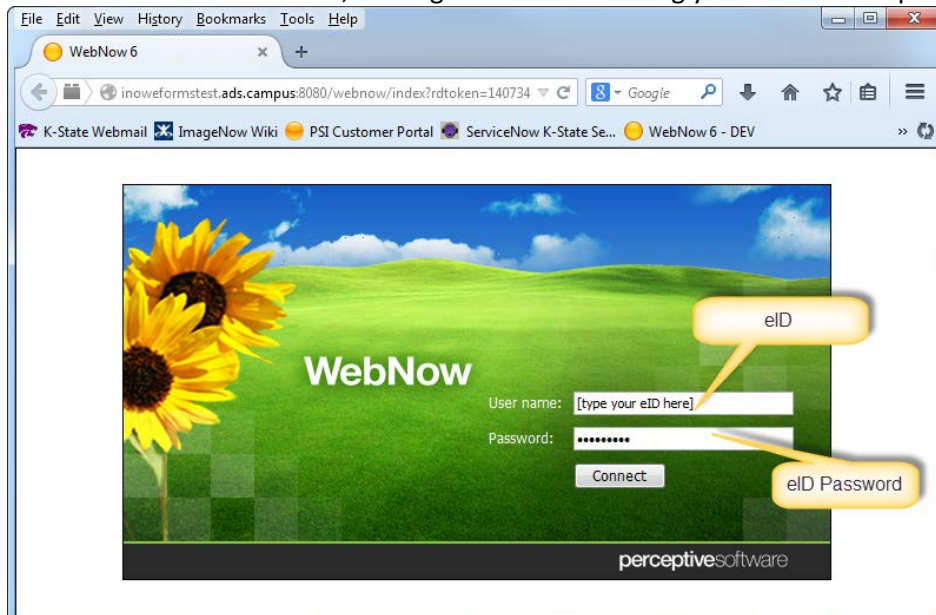 File Edit View History Bookmarks Tools Help
WebNow 6
inoweformstest.ads.campus:8080/webnow/index?rdtoken=140734
8 Google
K-State Webmail ImageNow Wiki PSI Customer Portal ServiceNow K-State Se... WebNow 6 - DEV »
eID
WebNow
User name: [type your eID here]
Password: •••••••••
Connect
eID Password
perceptivesoftware